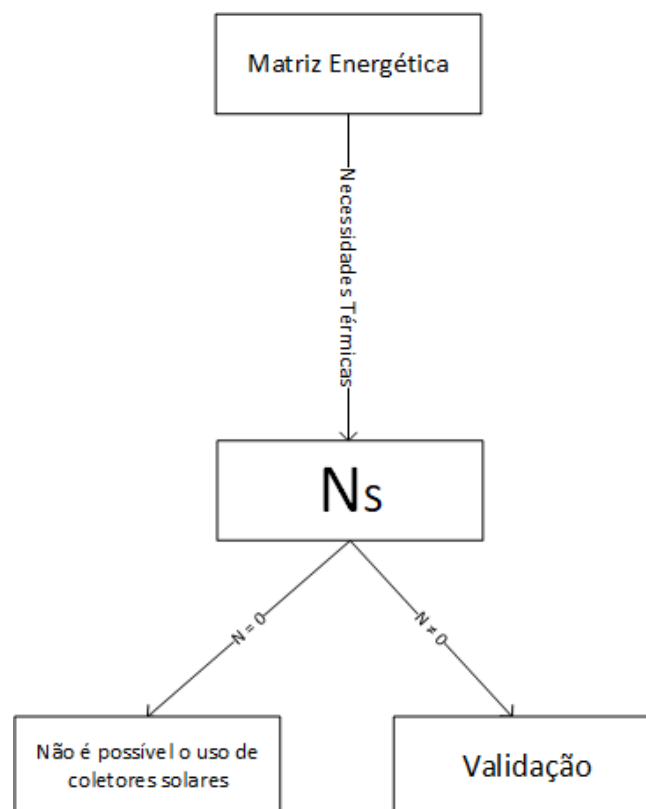 Matriz Energética
Necessidades Térmicas
Ns
N = 0
N ≠ 0
Não é possível o uso de
coletores solares
Validação